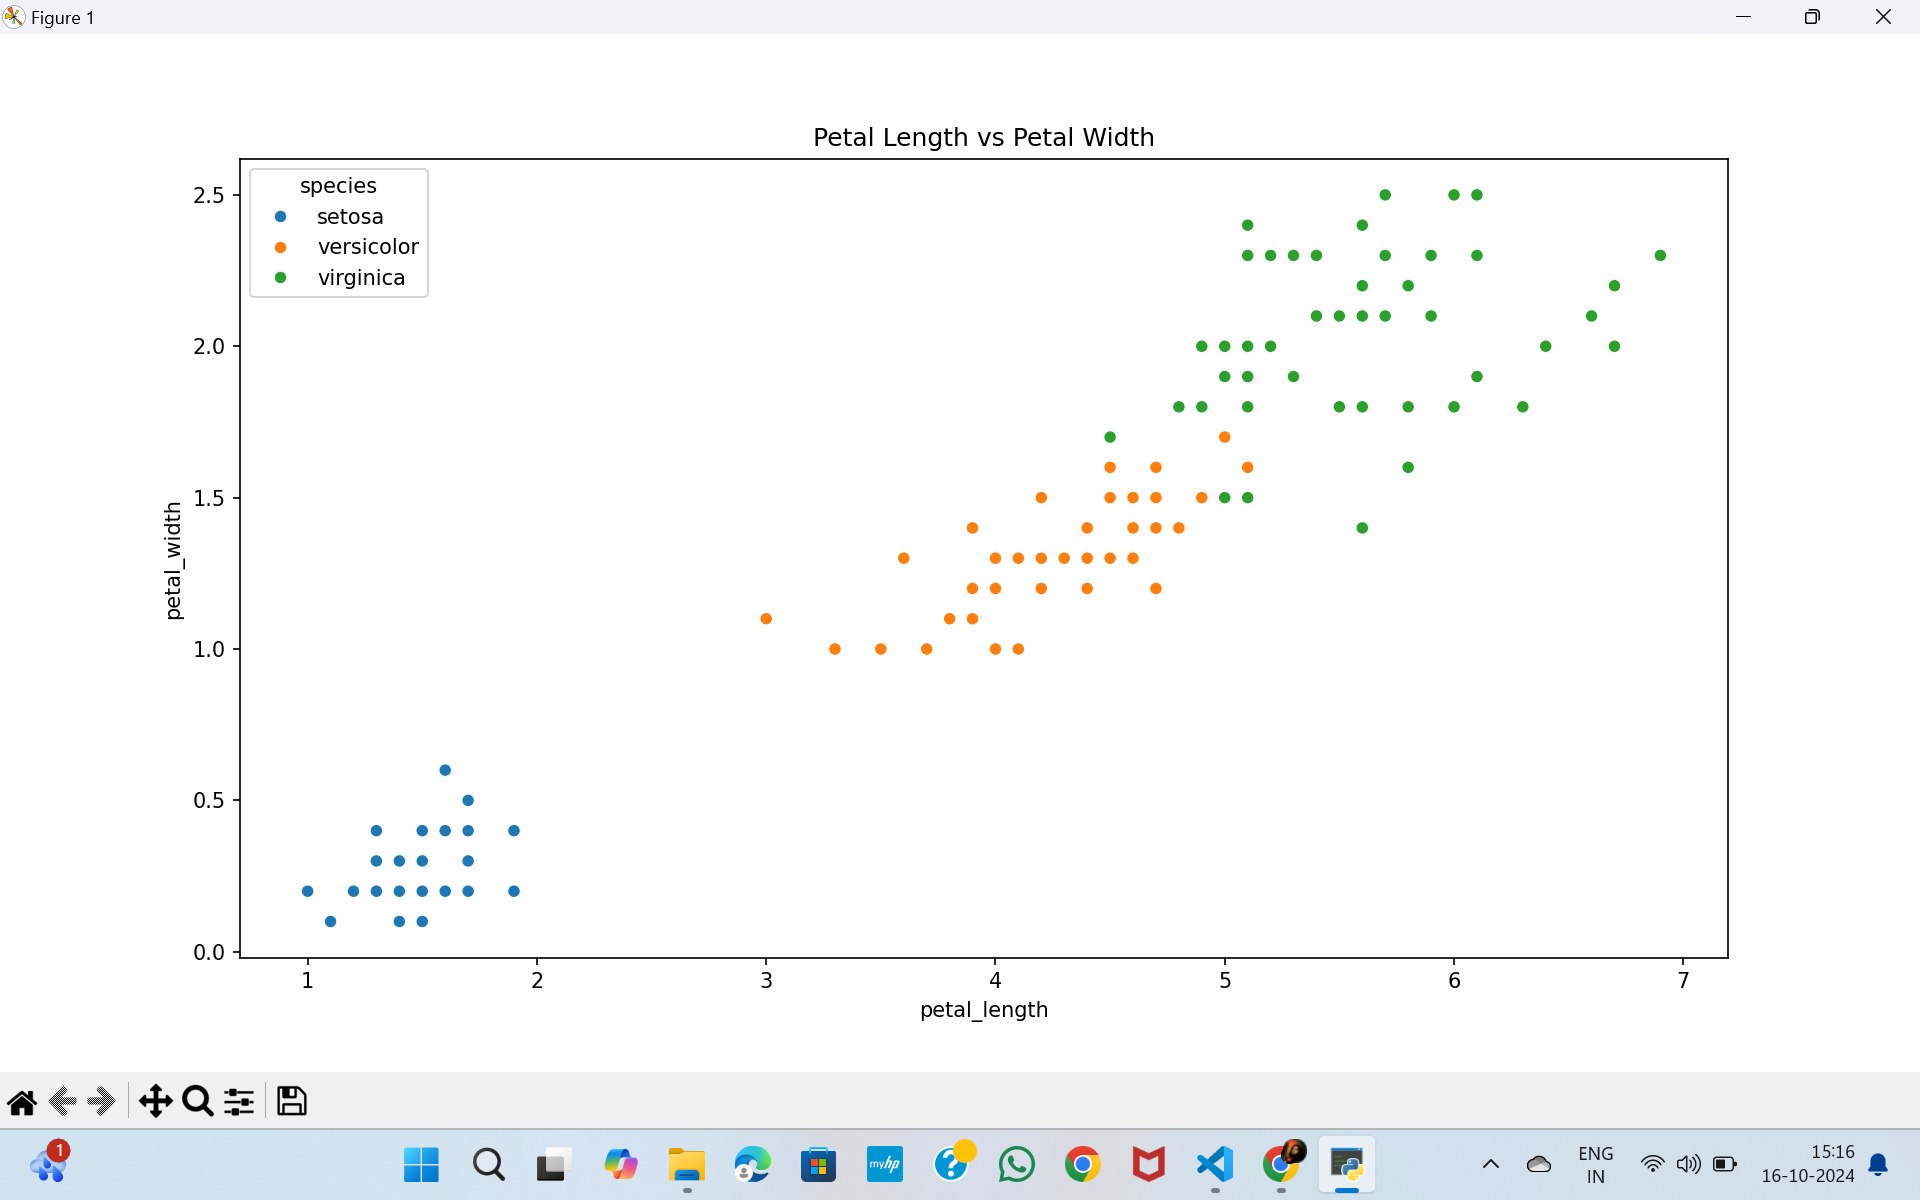 Figure 1
Petal Length vs Petal Width
species
setosa
versicolor
virginica
2.5
2.0
1.5
1.0
0.5
0.0
petal_width
1 2 3 4 5 6 7
petal_length
1
myhp
ENG
IN
15:16
16-10-2024